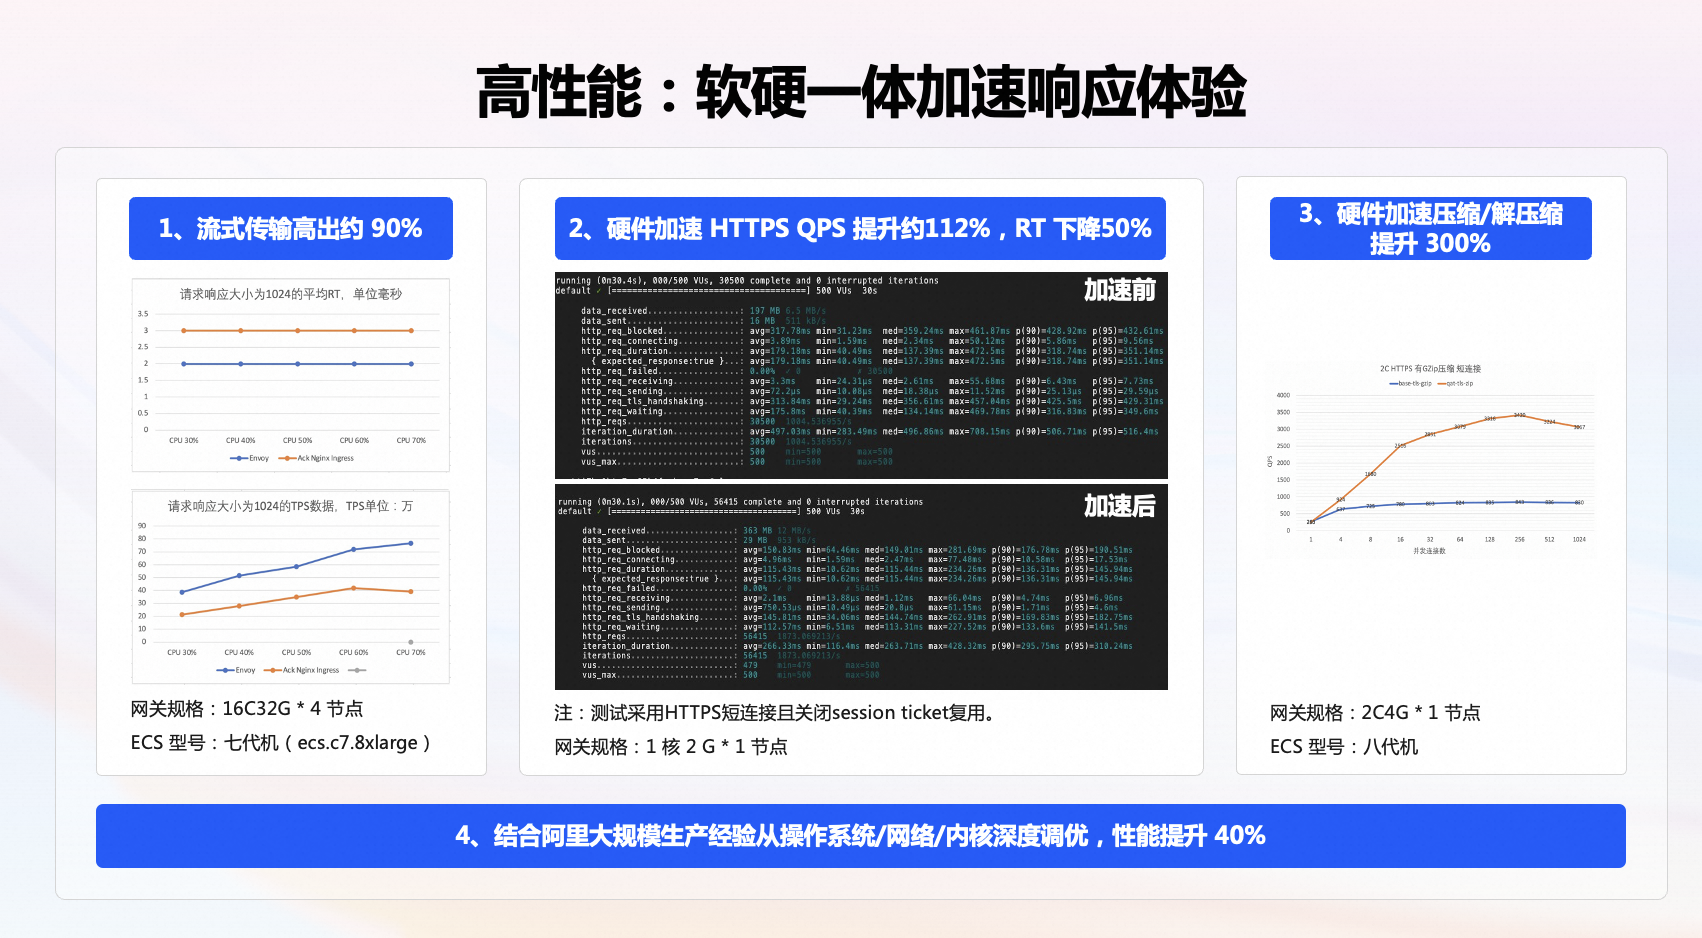 高性能：软硬一体加速响应体验
1、流式传输高出约 90%
请求响应大小为1024的平均RT，单位毫秒
3.5
3
2.5
2
1.5
1
0.5
0
CPU 30% CPU 40% CPU 50% CPU 60% CPU 70%
Envoy Ack Nginx Ingress
请求响应大小为1024的TPS数据，TPS单位：万
90
80
70
60
50
40
30
20
10
0
CPU 30% CPU 40% CPU 50% CPU 60% CPU 70%
Envoy Ack Nginx Ingress
网关规格：16C32G * 4 节点
ECS 型号：七代机（ecs.c7.8xlarge）
2、硬件加速 HTTPS QPS 提升约112%，RT 下降50%
加速前
running (0m30.4s), 000/500 VUs, 30500 complete and 0 interrupted iterations
default ✓ [======================================] 500 VUs 30s
data_received...................: 197 MB 6.5 MB/s
data_sent.......................: 16 MB 511 kB/s
http_req_blocked................: avg=317.78ms min=31.23ms med=359.24ms max=461.87ms p(90)=428.92ms p(95)=432.61ms
http_req_connecting.............: avg=3.89ms min=1.59ms med=2.34ms max=50.12ms p(90)=5.86ms p(95)=9.56ms
http_req_duration...............: avg=179.18ms min=40.49ms med=137.39ms max=472.5ms p(90)=318.74ms p(95)=351.14ms
{ expected_response:true }...: avg=179.18ms min=40.49ms med=137.39ms max=472.5ms p(90)=318.74ms p(95)=351.14ms
http_req_failed.................: 0.00% ✓ 0 ✗ 30500
http_req_receiving..............: avg=3.3ms min=24.31µs med=2.61ms max=55.68ms p(90)=6.43ms p(95)=7.73ms
http_req_sending................: avg=72.2µs min=10.08µs med=18.38µs max=11.52ms p(90)=25.13µs p(95)=29.59µs
http_req_tls_handshaking........: avg=313.84ms min=29.24ms med=356.61ms max=457.04ms p(90)=425.5ms p(95)=429.31ms
http_req_waiting................: avg=175.8ms min=40.39ms med=134.14ms max=469.78ms p(90)=316.83ms p(95)=349.6ms
http_reqs.......................: 30500 1004.536955/s
iteration_duration..............: avg=497.03ms min=283.49ms med=496.86ms max=708.15ms p(90)=506.71ms p(95)=516.4ms
iterations......................: 30500 1004.536955/s
vus.............................: 500 min=500 max=500
vus_max.........................: 500 min=500 max=500
加速后
running (0m30.1s), 000/500 VUs, 56415 complete and 0 interrupted iterations
default ✓ [======================================] 500 VUs 30s
data_received...................: 363 MB 12 MB/s
data_sent.......................: 29 MB 953 kB/s
http_req_blocked................: avg=150.83ms min=64.46ms med=149.01ms max=281.69ms p(90)=176.78ms p(95)=190.51ms
http_req_connecting.............: avg=4.96ms min=1.59ms med=2.47ms max=77.48ms p(90)=10.58ms p(95)=17.53ms
http_req_duration...............: avg=115.43ms min=10.62ms med=115.44ms max=234.26ms p(90)=136.31ms p(95)=145.94ms
{ expected_response:true }...: avg=115.43ms min=10.62ms med=115.44ms max=234.26ms p(90)=136.31ms p(95)=145.94ms
http_req_failed.................: 0.00% ✓ 0 ✗ 56415
http_req_receiving..............: avg=2.1ms min=13.88µs med=1.12ms max=66.04ms p(90)=4.74ms p(95)=6.96ms
http_req_sending................: avg=750.53µs min=10.49µs med=20.8µs max=61.15ms p(90)=1.71ms p(95)=4.6ms
http_req_tls_handshaking........: avg=145.81ms min=34.06ms med=144.74ms max=262.91ms p(90)=169.83ms p(95)=182.75ms
http_req_waiting................: avg=112.57ms min=6.51ms med=113.31ms max=227.52ms p(90)=133.6ms p(95)=141.5ms
http_reqs.......................: 56415 1873.069213/s
iteration_duration..............: avg=266.33ms min=116.4ms med=263.71ms max=428.32ms p(90)=295.75ms p(95)=310.24ms
iterations......................: 56415 1873.069213/s
vus.............................: 479 min=479 max=500
vus_max.........................: 500 min=500 max=500
注：测试采用HTTPS短连接且关闭session ticket复用。
网关规格：1 核 2 G * 1 节点
3、硬件加速压缩/解压缩
提升 300%
2C HTTPS 有GZip压缩 短连接
base-tls-gzip qat-tls-zip
4000
3500
3000
2500
2000
1500
1000
500
0
QPS
1 4 8 16 32 64 128 256 512 1024
并发连接数
网关规格：2C4G * 1 节点
ECS 型号：八代机
4、结合阿里大规模生产经验从操作系统/网络/内核深度调优，性能提升 40%